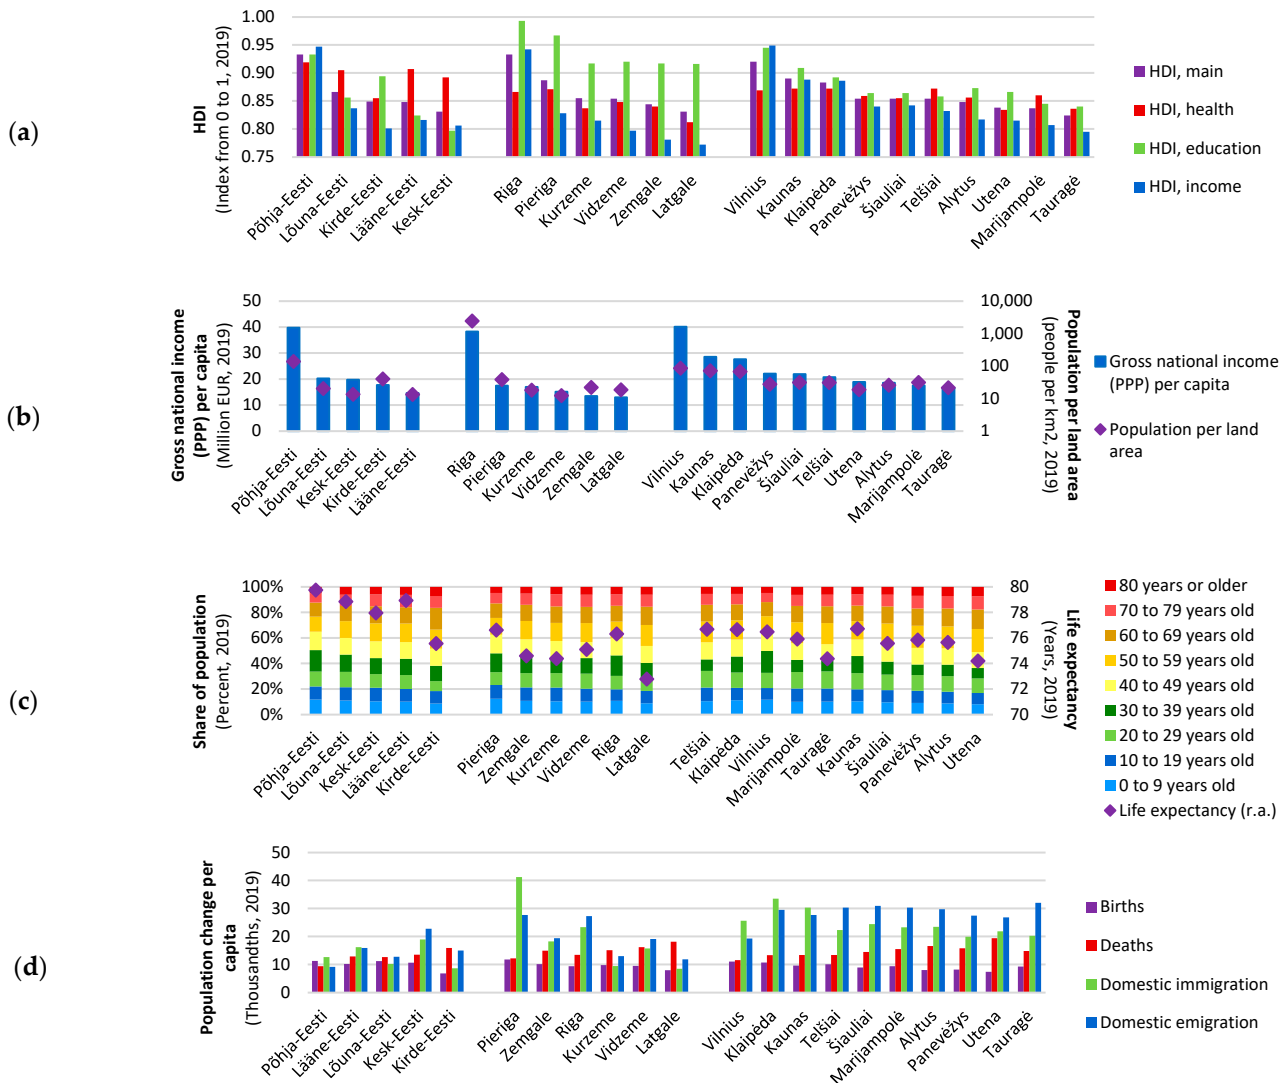 (a)
HDI
(Index from 0 to 1, 2019)
1.00
0.95
0.90
0.85
0.80
0.75
Põhja-Eesti
Lõuna-Eesti
Kirde-Eesti
Lääne-Eesti
Kesk-Eesti
Riga
Pieriga
Kurzeme
Vidzeme
Zemgale
Latgale
Vilnius
Kaunas
Klaipėda
Panevėžys
Šiauliai
Telšiai
Alytus
Utena
Marijampolė
Tauragė
HDI, main
HDI, health
HDI, education
HDI, income
(b)
Gross national income
(PPP) per capita
(Million EUR, 2019)
50
40
30
20
10
0
Põhja-Eesti
Lõuna-Eesti
Kesk-Eesti
Kirde-Eesti
Lääne-Eesti
Riga
Pieriga
Kurzeme
Vidzeme
Zemgale
Latgale
Vilnius
Kaunas
Klaipėda
Panevėžys
Šiauliai
Telšiai
Utena
Alytus
Marijampolė
Tauragė
10,000
1,000
100
10
1
Population per land area
(people per km2, 2019)
Gross national income
(PPP) per capita
Population per land
area
(c)
Share of population
(Percent, 2019)
100%
80%
60%
40%
20%
0%
Põhja-Eesti
Lõuna-Eesti
Kesk-Eesti
Lääne-Eesti
Kirde-Eesti
Pieriga
Zemgale
Kurzeme
Vidzeme
Riga
Latgale
Telšiai
Klaipėda
Vilnius
Marijampolė
Tauragė
Kaunas
Šiauliai
Panevėžys
Alytus
Utena
80
78
76
74
72
70
Life expectancy
(Years, 2019)
80 years or older
70 to 79 years old
60 to 69 years old
50 to 59 years old
40 to 49 years old
30 to 39 years old
20 to 29 years old
10 to 19 years old
0 to 9 years old
Life expectancy (r.a.)
(d)
Population change per
capita
(Thousandths, 2019)
50
40
30
20
10
0
Põhja-Eesti
Lääne-Eesti
Lõuna-Eesti
Kesk-Eesti
Kirde-Eesti
Pieriga
Zemgale
Riga
Kurzeme
Vidzeme
Latgale
Vilnius
Klaipėda
Kaunas
Telšiai
Šiauliai
Marijampolė
Alytus
Panevėžys
Utena
Tauragė
Births
Deaths
Domestic immigration
Domestic emigration